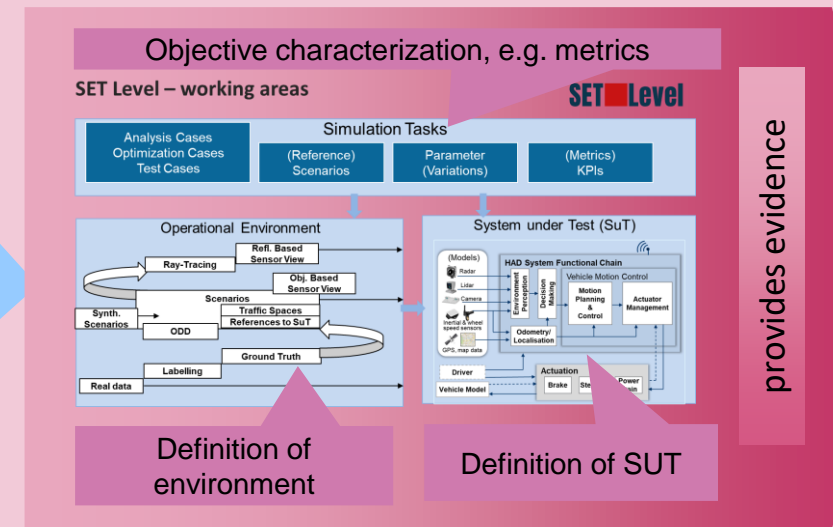 Objective characterization, e.g. metrics
SET Level – working areas
SET Level
Simulation Tasks
Analysis Cases
Optimization Cases
Test Cases
(Reference)
Scenarios
Parameter
(Variations)
(Metrics)
KPIs
provides evidence
Operational Environment
Refl. Based
Sensor View
Ray-Tracing
Obj. Based
Sensor View
Scenarios
Traffic Spaces
Synth.
Scenarios
References to SuT
ODD
Ground Truth
Labelling
Real data
System under Test (SuT)
(Models)
Radar
Lidar
Camera
Inertial & wheel
speed sensors
GPS, map data
HAD System Functional Chain
Vehicle Motion Control
Environment
Perception
Decision
Making
Motion
Planning
&
Control
Actuator
Management
Odometry/
Localisation
Driver
Vehicle Model
Actuation
Brake
Power
Definition of
environment
Definition of SUT